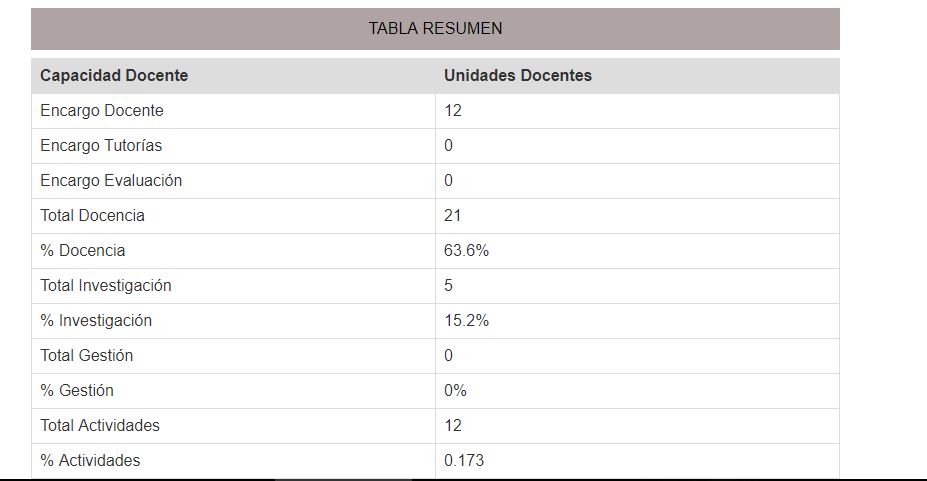 TABLA RESUMEN
Capacidad Docente Unidades Docentes
Encargo Docente 12
Encargo Tutorías 0
Encargo Evaluación 0
Total Docencia 21
% Docencia 63.6%
Total Investigación 5
% Investigación 15.2%
Total Gestión 0
% Gestión 0%
Total Actividades 12
% Actividades 0.173